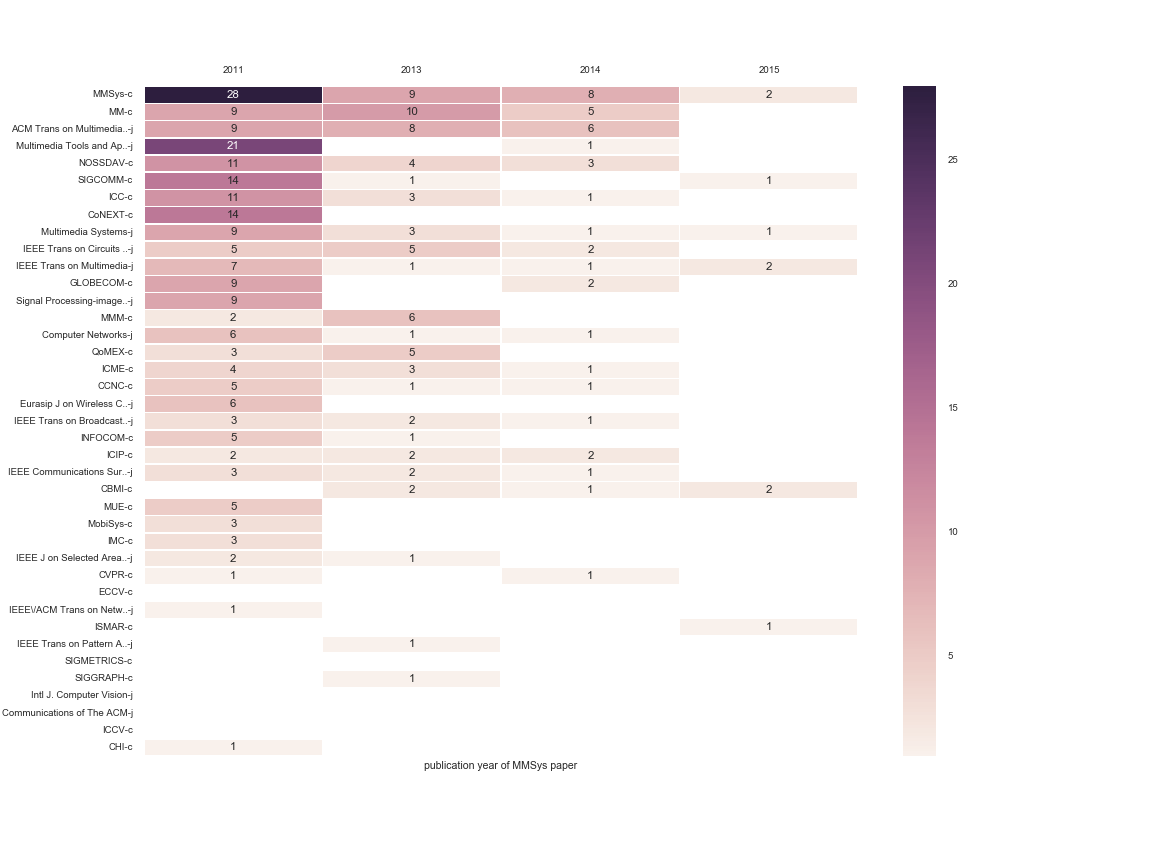 2011 2013 2014 2015
MMSys-c 28 9 8 2
MM-c 9 10 5
ACM Trans on Multimedia..-j 9 8 6
Multimedia Tools and Ap..-j 21 1
25
NOSSDAV-c 11 4 3
SIGCOMM-c 14 1 1
ICC-c 11 3 1
CoNEXT-c 14
Multimedia Systems-j 9 3 1 1
IEEE Trans on Circuits ..-j 5 5 2
IEEE Trans on Multimedia-j 7 1 1 2
GLOBECOM-c 9 2
20
Signal Processing-image..-j 9
MMM-c 2 6
Computer Networks-j 6 1 1
QoMEX-c 3 5
ICME-c 4 3 1
CCNC-c 5 1 1
Eurasip J on Wireless C..-j 6
15
IEEE Trans on Broadcast..-j 3 2 1
INFOCOM-c 5 1
ICIP-c 2 2 2
IEEE Communications Sur..-j 3 2 1
CBMI-c 2 1 2
MUE-c 5
MobiSys-c 3
10
IMC-c 3
IEEE J on Selected Area..-j 2 1
CVPR-c 1 1
ECCV-c
IEEE\/ACM Trans on Netw..-j 1
ISMAR-c 1
IEEE Trans on Pattern A..-j 1
5
SIGMETRICS-c
SIGGRAPH-c 1
Intl J. Computer Vision-j
Communications of The ACM-j
ICCV-c
CHI-c 1
publication year of MMSys paper